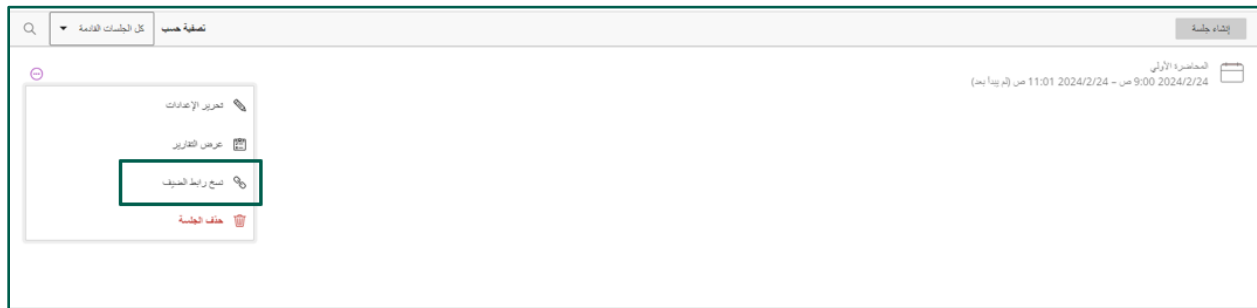 إنشاء جلسة
تصفية حسب
كل الجلسات القادمة
المحاضرة الأولي
2024/2/24 9:00 ص – 2024/2/24 11:01 ص (لم يبدأ بعد)
تحرير الإعدادات
عرض التقارير
نسخ رابط الضيف
حذف الجلسة